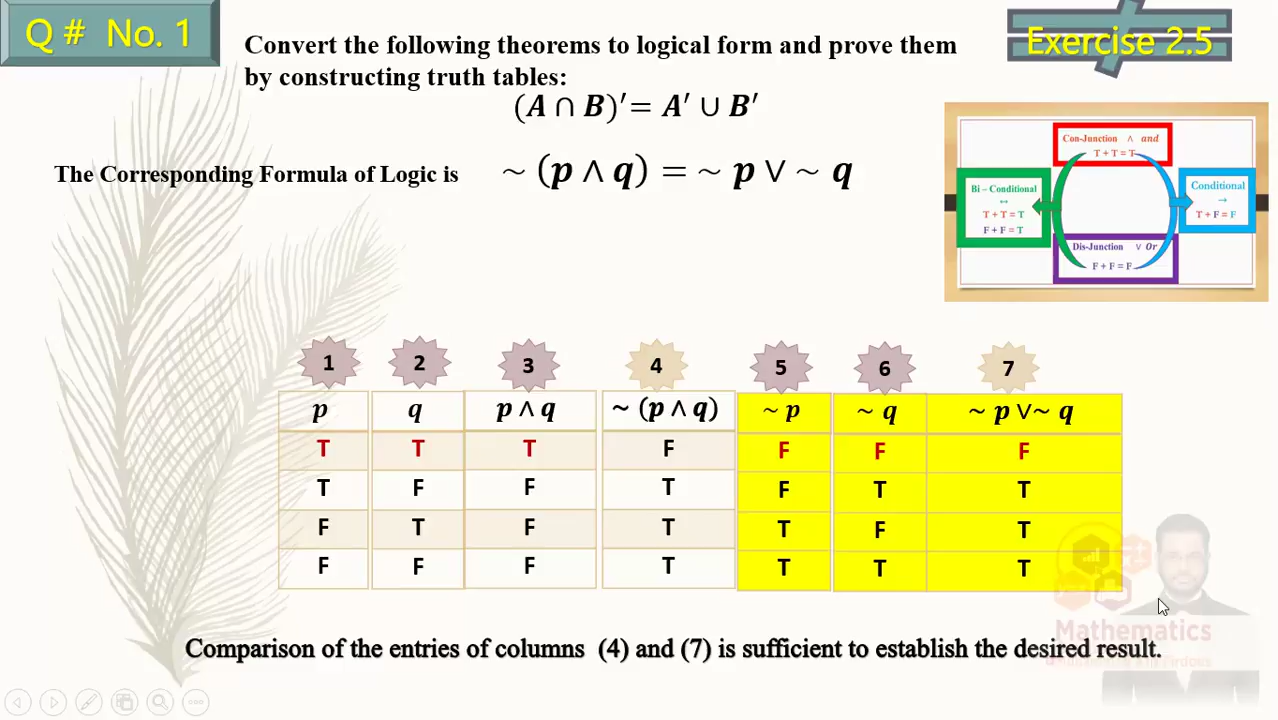 Q # No. 1
Convert the following theorems to logical form and prove them
by constructing truth tables:
Exercise 2.5
(A ∩ B)′= A′ ∪ B′
The Corresponding Formula of Logic is ~ (p ∧ q) = ~ p ∨ ~ q
Con-Junction ∧ and
T + T = T
Bi – Conditional
↔
T + T = T
F + F = T
Conditional
→
T + F = F
Dis-Junction ∨ Or
F + F = F
1 2 3 4 5 6 7
p q p ∧ q ~ (p ∧ q) ~ p ~ q ~ p ∨~ q
T T T F F F F
T F F T F T T
F T F T T F T
F F F T T T T
Mathematics
Comparison of the entries of columns (4) and (7) is sufficient to establish the desired result.